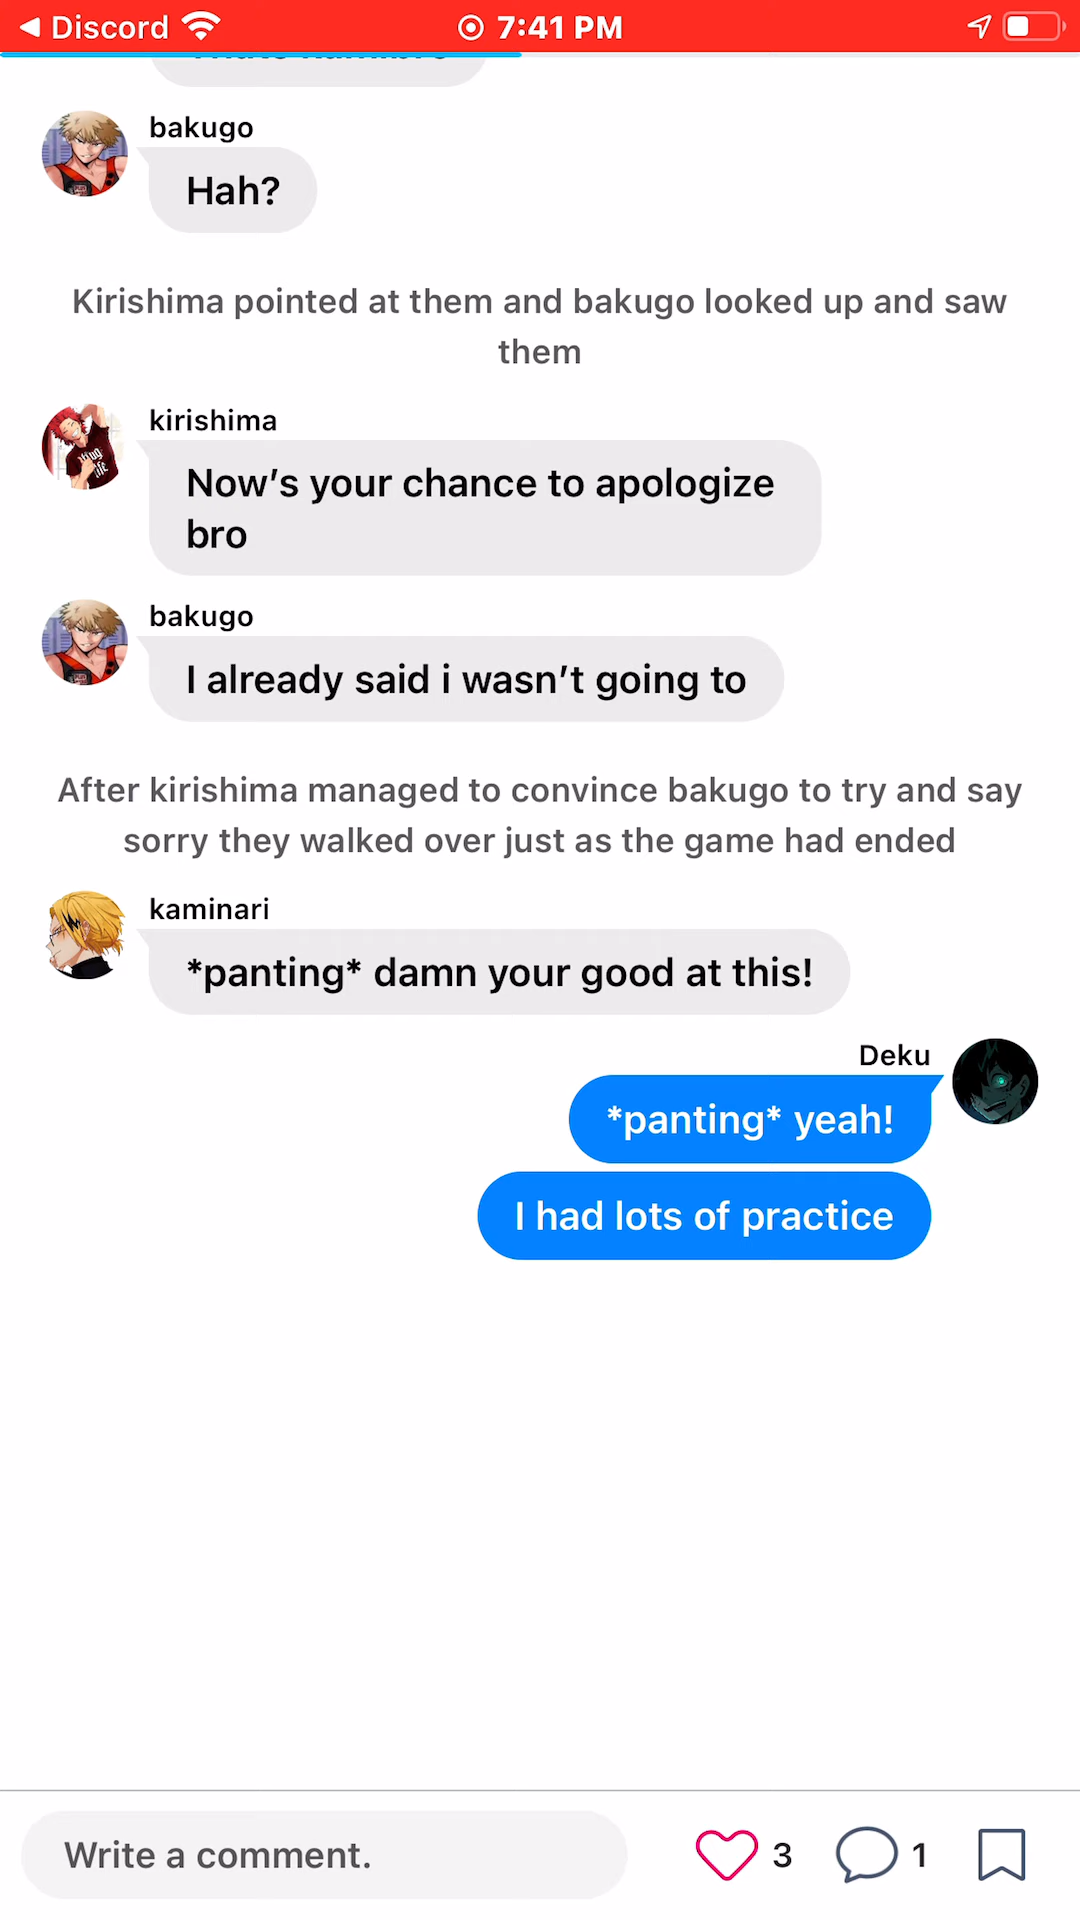 Discord
7:41 PM
bakugo
Hah?
Kirishima pointed at them and bakugo looked up and saw
them
kirishima
Now's your chance to apologize
bro
bakugo
I already said i wasn't going to
After kirishima managed to convince bakugo to try and say
sorry they walked over just as the game had ended
kaminari
*panting* damn your good at this!
Deku
*panting* yeah!
I had lots of practice
Write a comment.
3
1